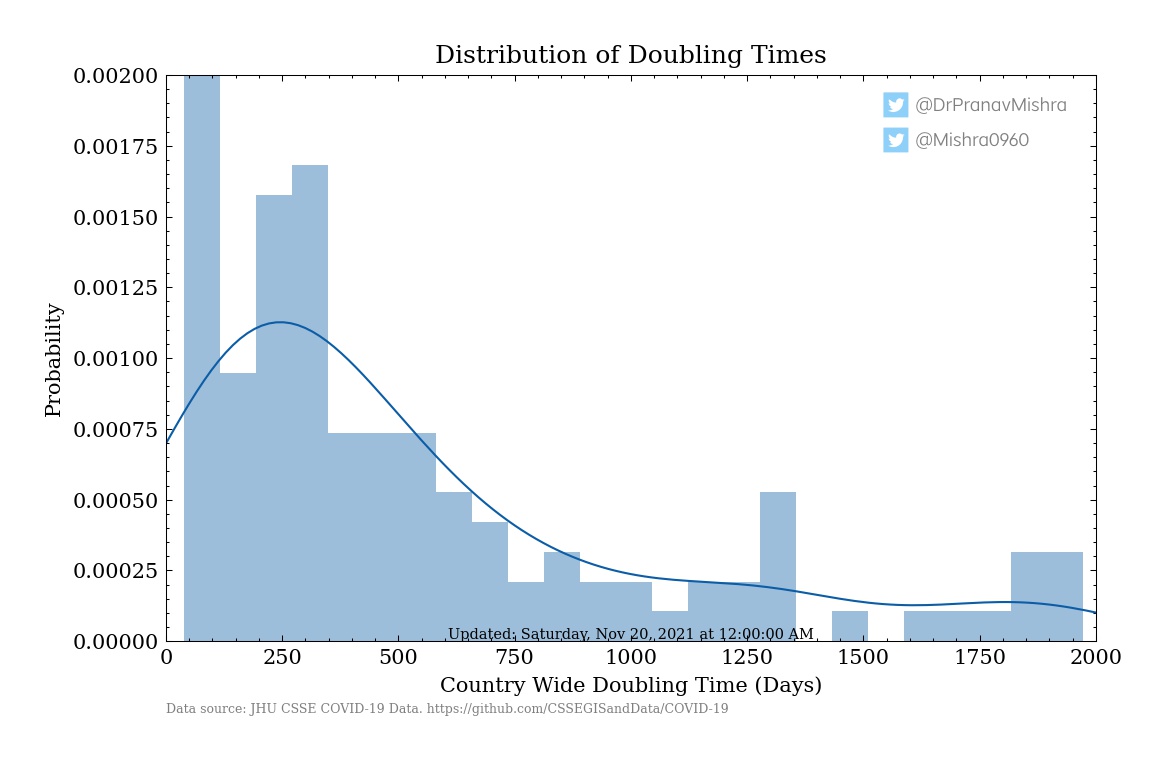 Distribution of Doubling Times
0.00200
0.00175
0.00150
0.00125
0.00100
0.00075
0.00050
0.00025
0.00000
Probability
@DrPranavMishra
@Mishra0960
Updated: Saturday, Nov 20, 2021 at 12:00:00 AM
0 250 500 750 1000 1250 1500 1750 2000
Country Wide Doubling Time (Days)
Data source: JHU CSSE COVID-19 Data. https://github.com/CSSEGISandData/COVID-19